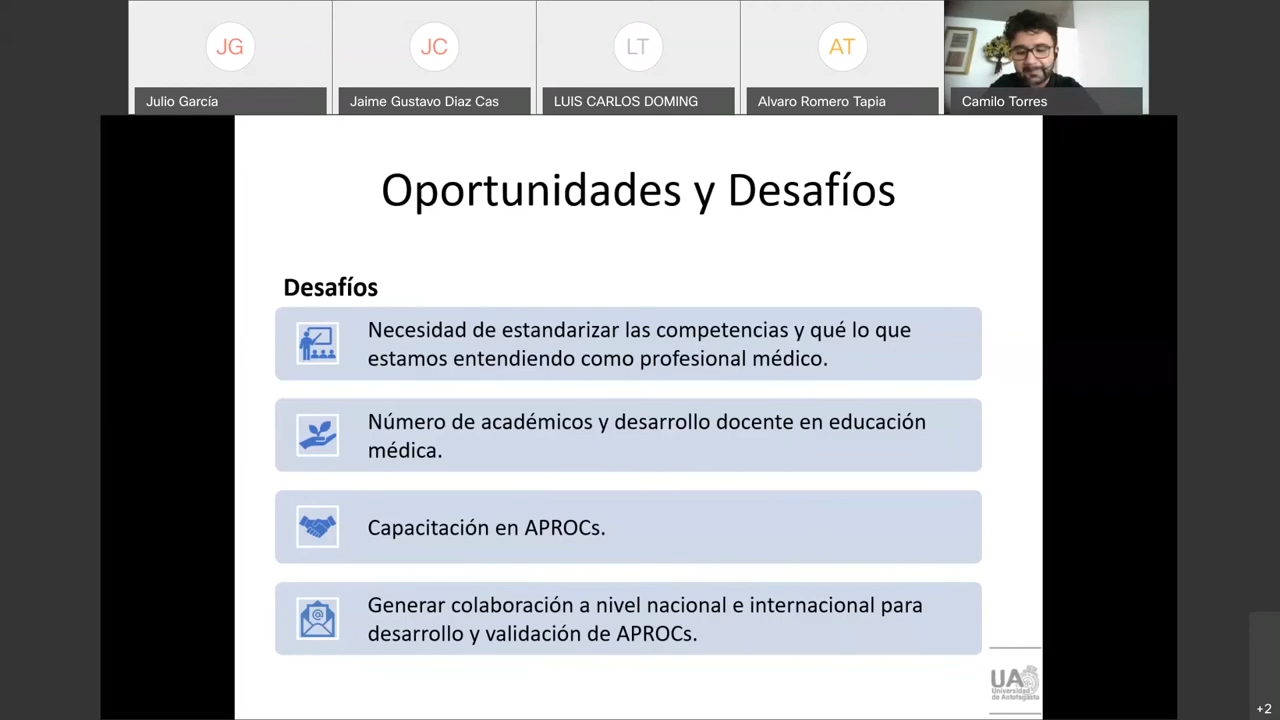 JG
JC
LT
AT
Julio García
Jaime Gustavo Diaz Cas
LUIS CARLOS DOMING
Alvaro Romero Tapia
Camilo Torres
Oportunidades y Desafíos
Desafíos
Necesidad de estandarizar las competencias y qué lo que
estamos entendiendo como profesional médico.
Número de académicos y desarrollo docente en educación
médica.
Capacitación en APROCs.
Generar colaboración a nivel nacional e internacional para
desarrollo y validación de APROCs.
UA
Universidad
de Antofagasta
+2